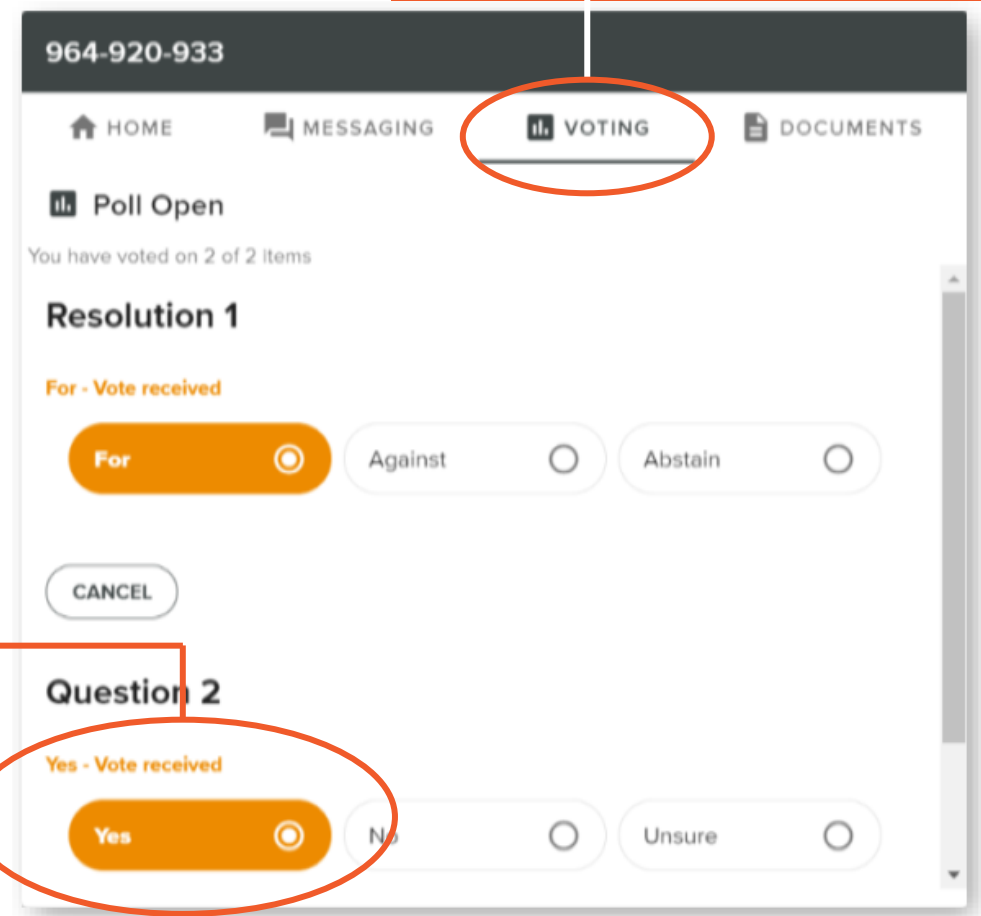 964-920-933
HOME MESSAGING VOTING DOCUMENTS
Poll Open
You have voted on 2 of 2 items
Resolution 1
For - Vote received
For Against Abstain
CANCEL
Question 2
Yes - Vote received
Yes No Unsure